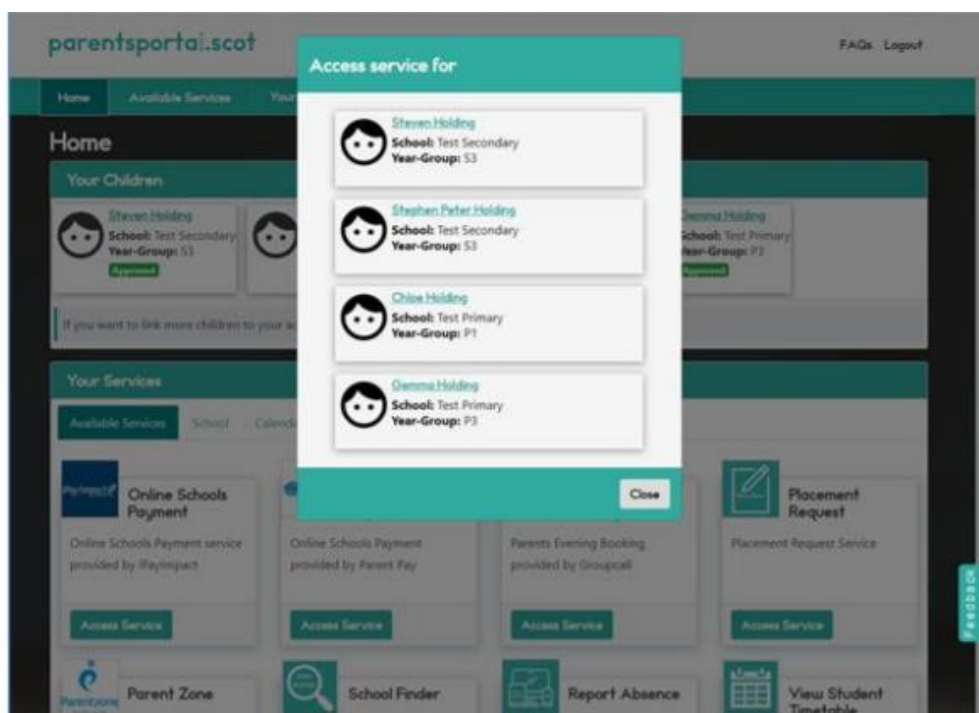 parentsportal.scot
FAQs Logout
Access service for
Home Available Services Your
Home
Your Children
Steven Holding
School: Test Secondary
Year-Group: S3
Approved
Gemma Holding
School: Test Primary
Year-Group: P3
Approved
If you want to link more children to your
Steven Holding
School: Test Secondary
Year-Group: S3
Stephen Peter Holding
School: Test Secondary
Year-Group: S3
Chloe Holding
School: Test Primary
Year-Group: P1
Gemma Holding
School: Test Primary
Year-Group: P3
Close
Your Services
Available Services School
Online Schools
Payment
Online Schools Payment service
provided by iPayimpact
Access Service
Online Schools Payment
provided by Parent Pay
Access Service
Parents Evening Booking
provided by Groupcall
Access Service
Placement
Request
Placement Request Service
Access Service
Parent Zone
School Finder
Report Absence
View Student
Timetable
Feedback